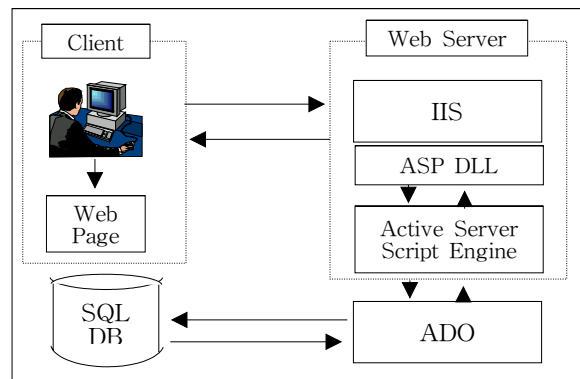 Client
Web Server
IIS
ASP DLL
Web
Page
Active Server
Script Engine
SQL
DB
ADO